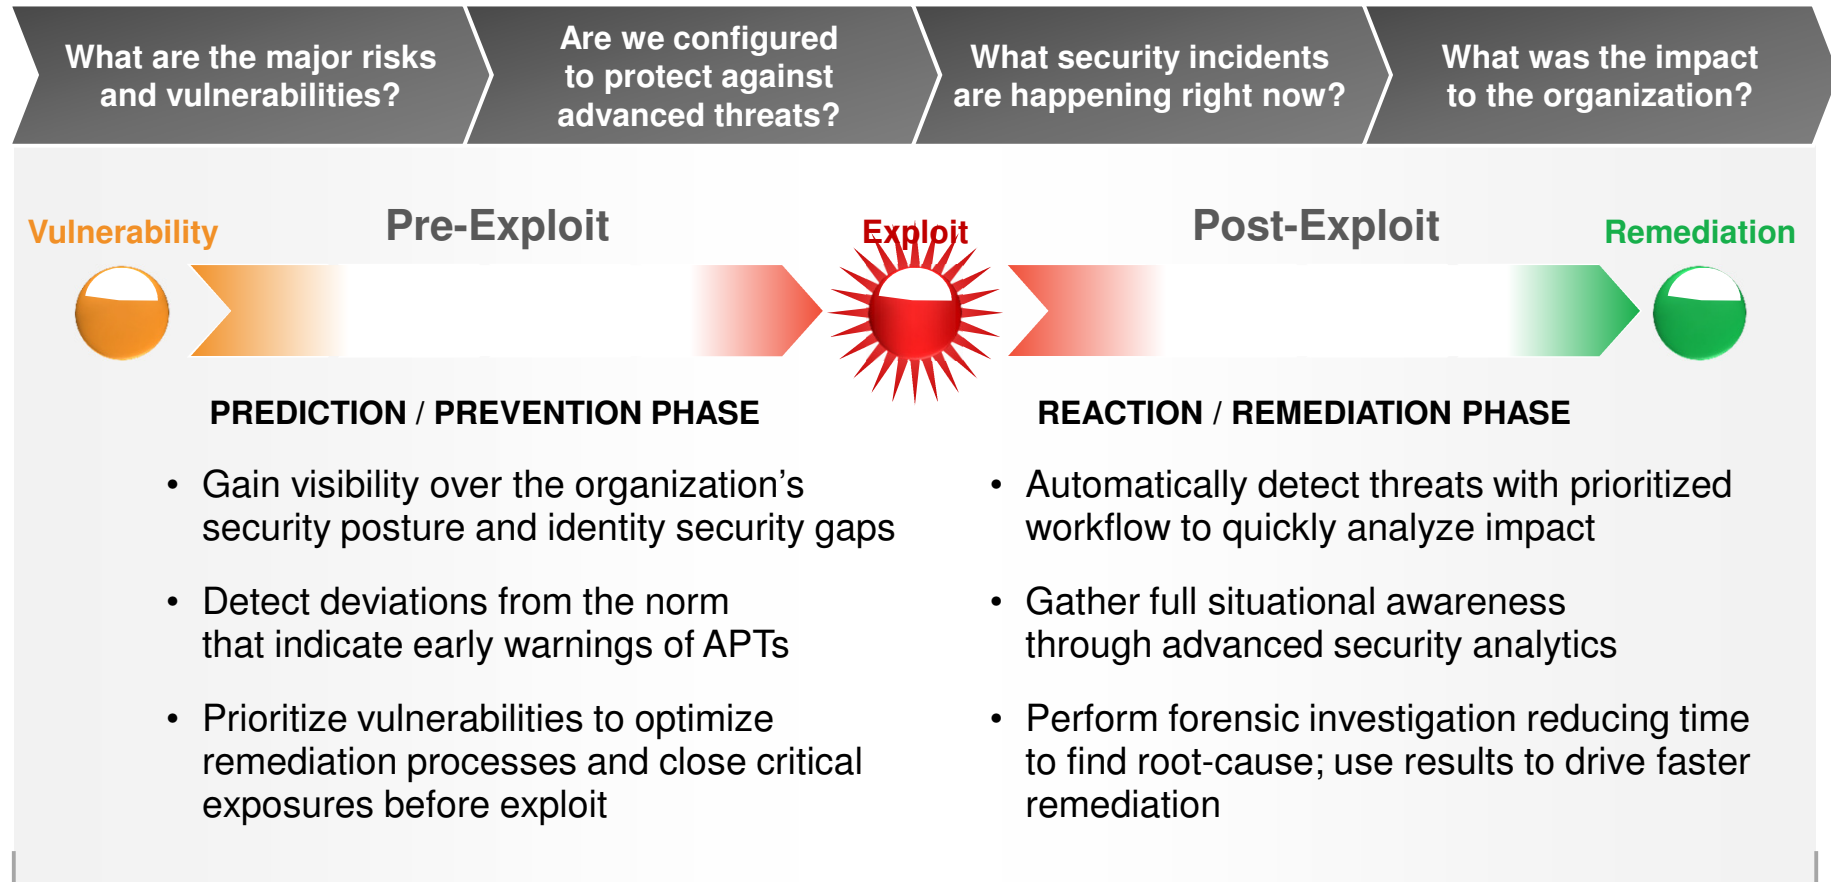 What are the major risks
and vulnerabilities?
Are we configured
to protect against
advanced threats?
What security incidents
are happening right now?
What was the impact
to the organization?
Vulnerability
Pre-Exploit
Exploit
Post-Exploit
Remediation
PREDICTION / PREVENTION PHASE
• Gain visibility over the organization’s
security posture and identity security gaps
• Detect deviations from the norm
that indicate early warnings of APTs
• Prioritize vulnerabilities to optimize
remediation processes and close critical
exposures before exploit
REACTION / REMEDIATION PHASE
• Automatically detect threats with prioritized
workflow to quickly analyze impact
• Gather full situational awareness
through advanced security analytics
• Perform forensic investigation reducing time
to find root-cause; use results to drive faster
remediation